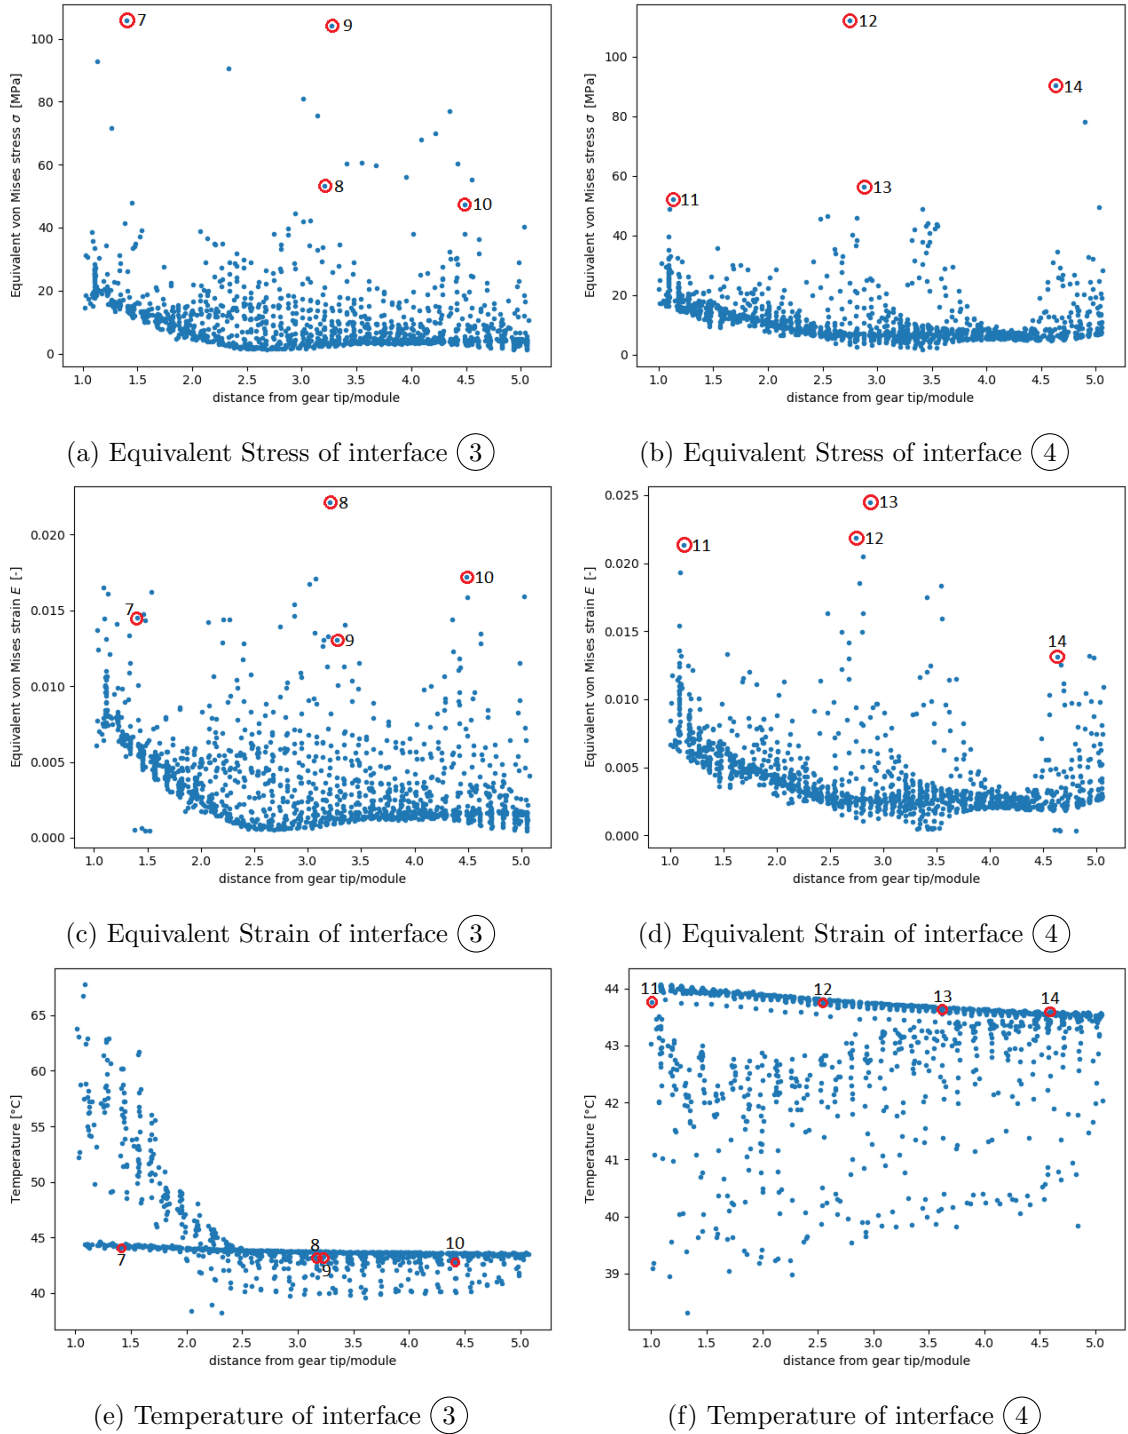 Equivalent von Mises stress σ [MPa]
100
80
60
40
20
0
7
9
8
10
1.0 1.5 2.0 2.5 3.0 3.5 4.0 4.5 5.0
distance from gear tip/module
(a) Equivalent Stress of interface ③
Equivalent von Mises stress σ [MPa]
100
80
60
40
20
0
12
14
13
11
1.0 1.5 2.0 2.5 3.0 3.5 4.0 4.5 5.0
distance from gear tip/module
(b) Equivalent Stress of interface ④
Equivalent von Mises strain E [-]
0.020
0.015
0.010
0.005
0.000
8
10
7
9
1.0 1.5 2.0 2.5 3.0 3.5 4.0 4.5 5.0
distance from gear tip/module
(c) Equivalent Strain of interface ③
Equivalent von Mises strain E [-]
0.025
0.020
0.015
0.010
0.005
0.000
13
12
11
14
1.0 1.5 2.0 2.5 3.0 3.5 4.0 4.5 5.0
distance from gear tip/module
(d) Equivalent Strain of interface ④
Temperature [°C]
65
60
55
50
45
40
8
10
7
9
1.0 1.5 2.0 2.5 3.0 3.5 4.0 4.5 5.0
distance from gear tip/module
(e) Temperature of interface ③
Temperature [°C]
44
43
42
41
40
39
11
12
13
14
1.0 1.5 2.0 2.5 3.0 3.5 4.0 4.5 5.0
distance from gear tip/module
(f) Temperature of interface ④